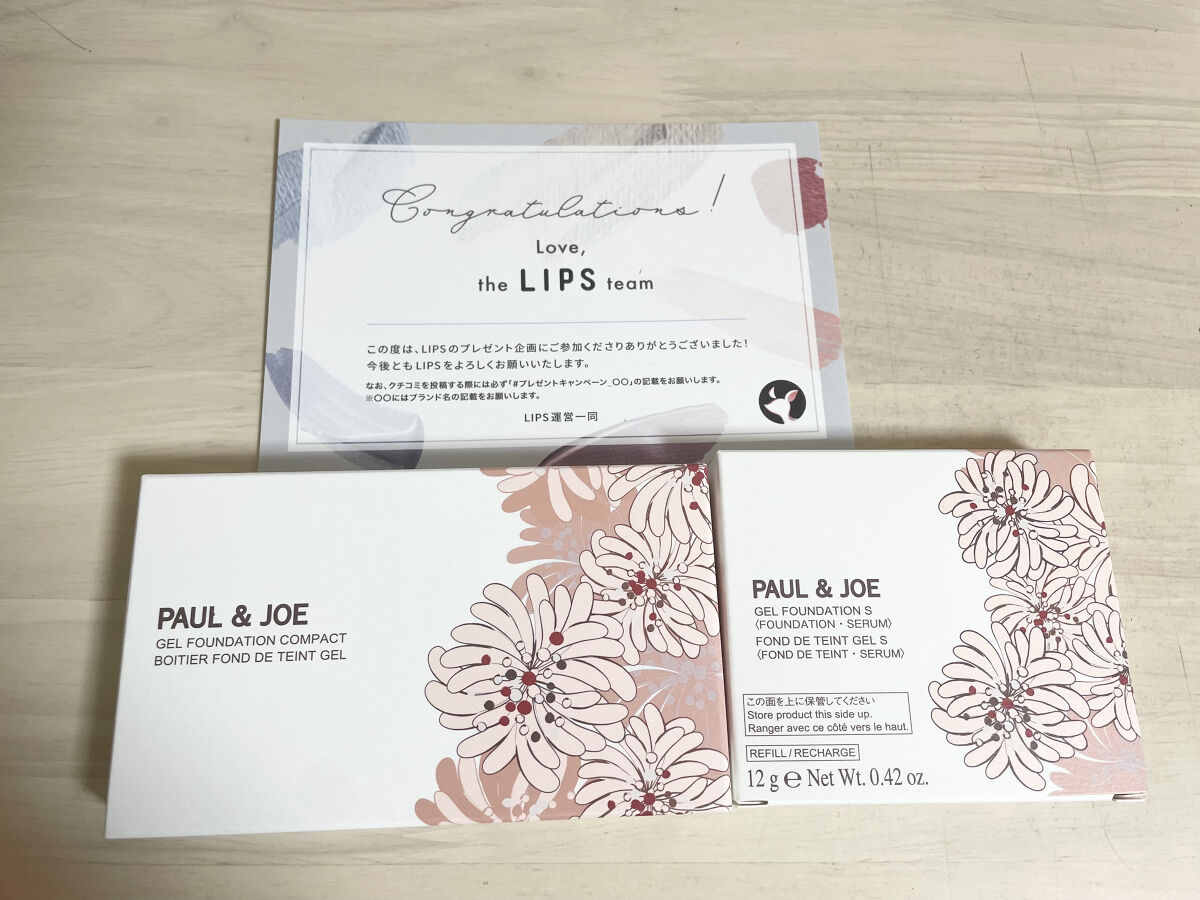 Congratulations!
Love,
the LIPS team
この度は、LIPSのプレゼント企画にご参加くださりありがとうございました!
今後ともLIPSをよろしくお願いいたします。
なお、クチコミを投稿する際には必ず「#プレゼントキャンペーン_〇〇」の記載をお願いします。
※〇〇にはブランド名の記載をお願いします。
LIPS運営一同
PAUL & JOE
GEL FOUNDATION COMPACT
BOITIER FOND DE TEINT GEL
PAUL & JOE
GEL FOUNDATION S
〈FOUNDATION・SERUM〉
FOND DE TEINT GEL S
〈FOND DE TEINT・SERUM〉
この面を上に保管してください
Store product this side up.
Ranger avec ce côté vers le haut.
REFILL / RECHARGE
12 g ℮ Net Wt. 0.42 oz.